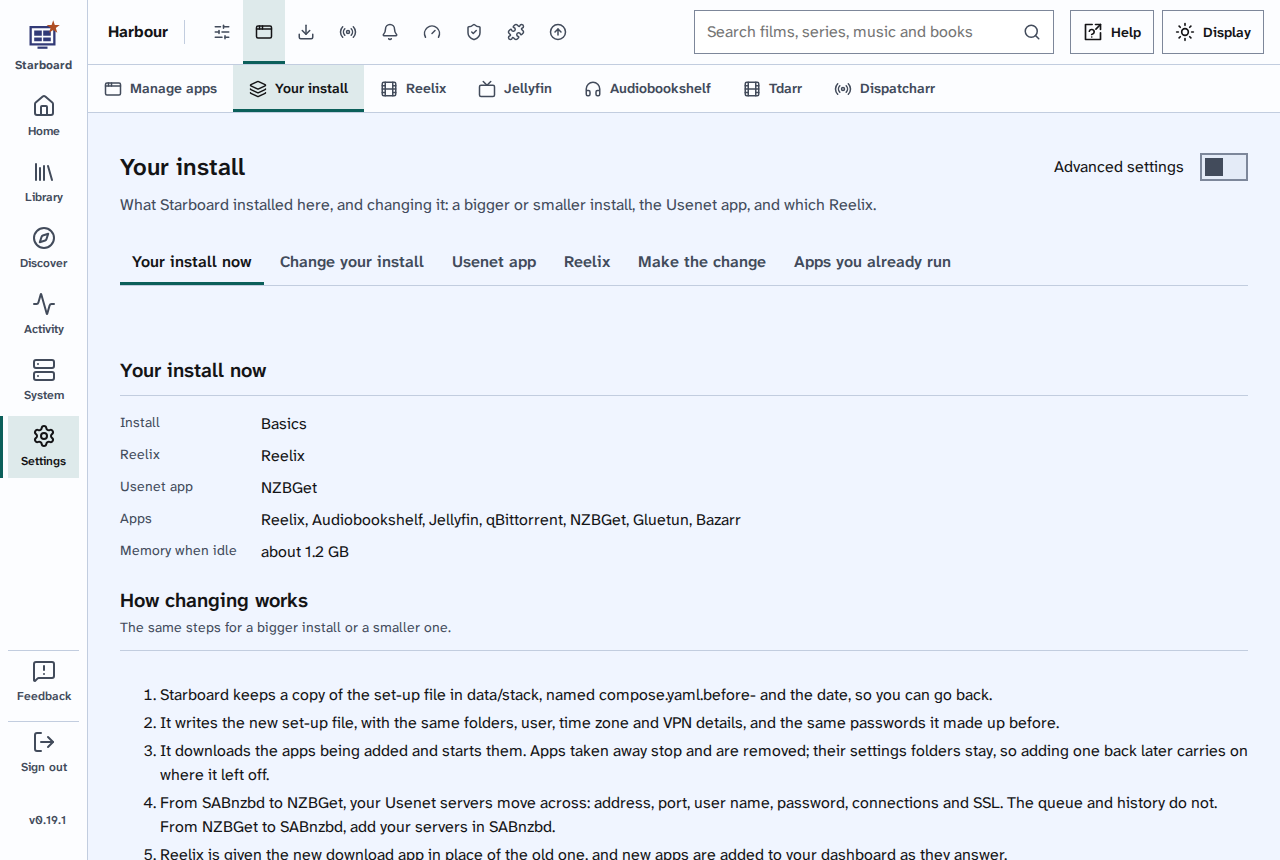 Starboard
Home
Library
Discover
Activity
System
Settings
Feedback
Sign out
v0.19.1
Harbour
Search films, series, music and books
Help
Display
Manage apps
Your install
Reelix
Jellyfin
Audiobookshelf
Tdarr
Dispatcharr
Your install
Advanced settings
What Starboard installed here, and changing it: a bigger or smaller install, the Usenet app, and which Reelix.
Your install now
Change your install
Usenet app
Reelix
Make the change
Apps you already run
Your install now
Install Basics
Reelix Reelix
Usenet app NZBGet
Apps Reelix, Audiobookshelf, Jellyfin, qBittorrent, NZBGet, Gluetun, Bazarr
Memory when idle about 1.2 GB
How changing works
The same steps for a bigger install or a smaller one.
1. Starboard keeps a copy of the set-up file in data/stack, named compose.yaml.before- and the date, so you can go back.
2. It writes the new set-up file, with the same folders, user, time zone and VPN details, and the same passwords it made up before.
3. It downloads the apps being added and starts them. Apps taken away stop and are removed; their settings folders stay, so adding one back later carries on
where it left off.
4. From SABnzbd to NZBGet, your Usenet servers move across: address, port, user name, password, connections and SSL. The queue and history do not.
From NZBGet to SABnzbd, add your servers in SABnzbd.
5. Reelix is given the new download app in place of the old one, and new apps are added to your dashboard as they answer.